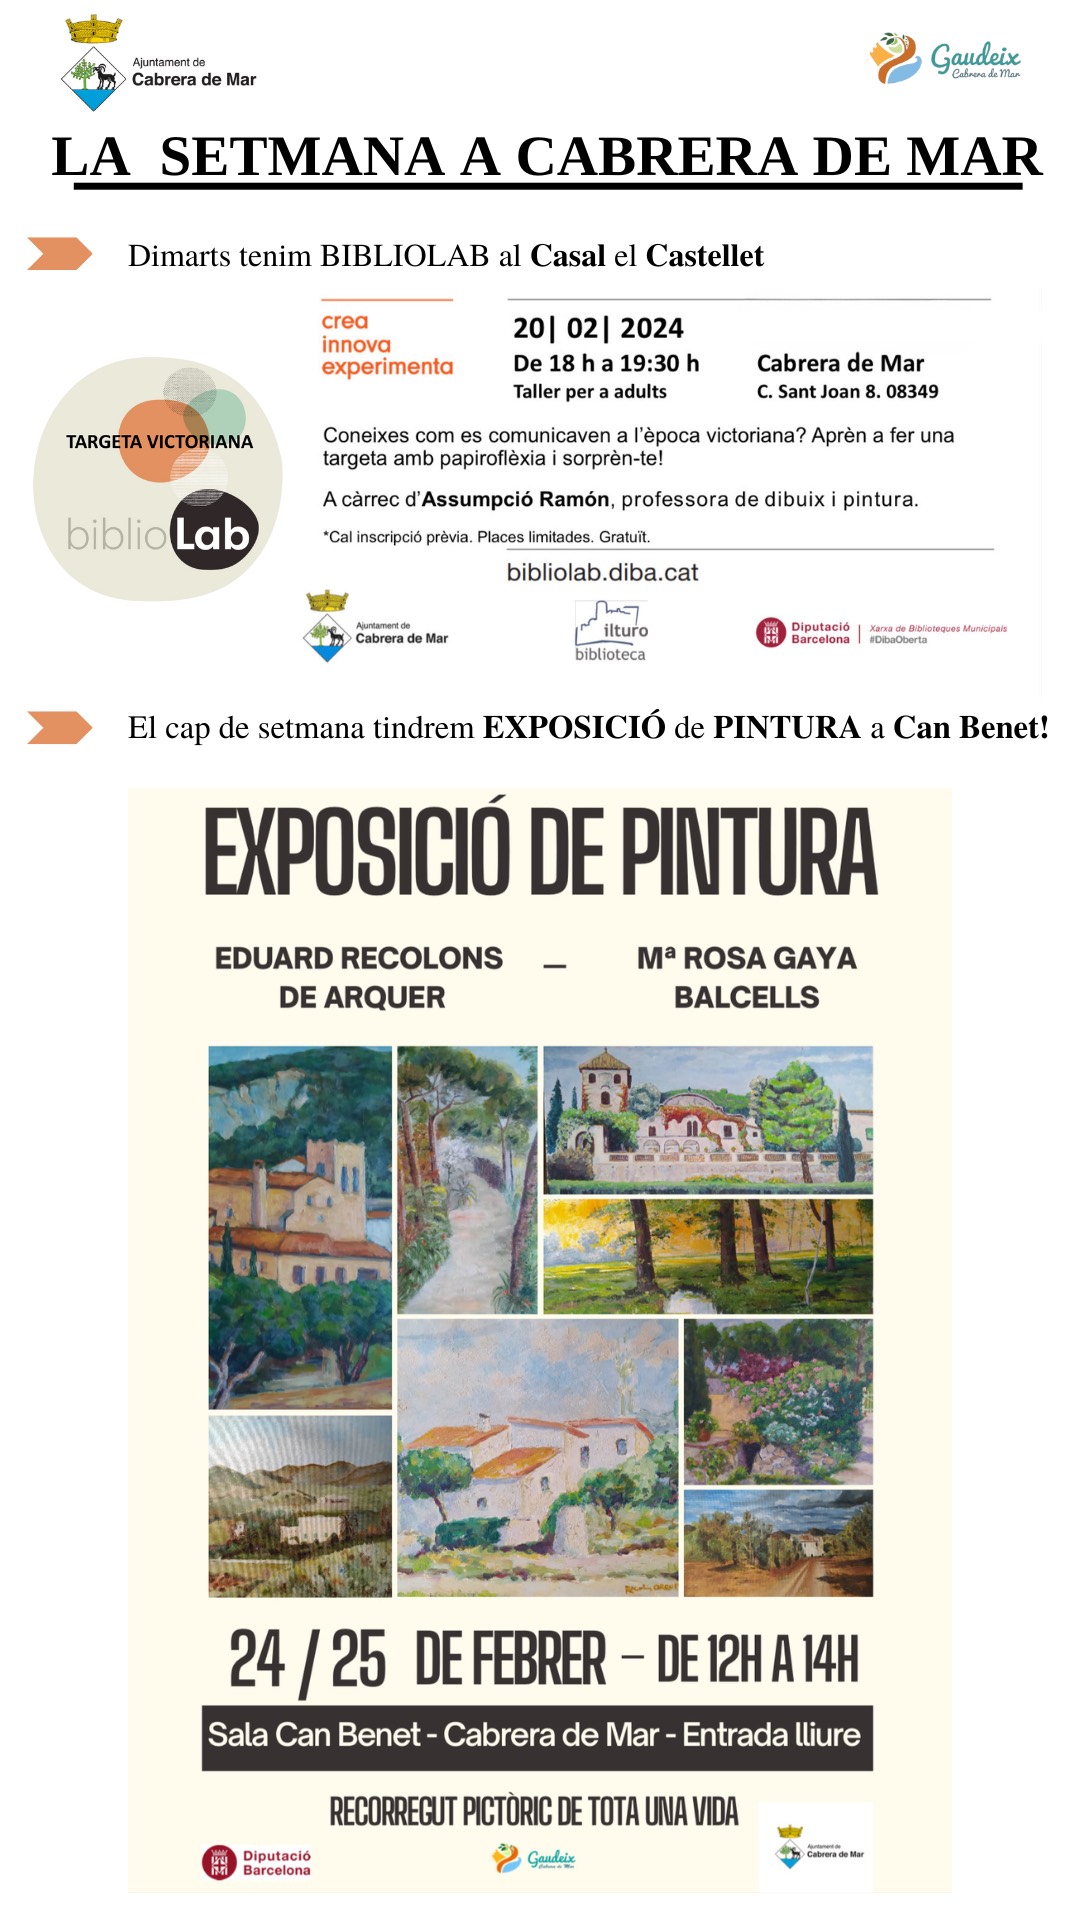 Ajuntament de
Cabrera de Mar
Gaudeix
Cabrera de Mar
LA SETMANA A CABRERA DE MAR
Dimarts tenim BIBLIOLAB al Casal el Castellet
crea
innova
experimenta
20| 02| 2024
De 18 h a 19:30 h
Taller per a adults
Cabrera de Mar
C. Sant Joan 8. 08349
TARGETA VICTORIANA
biblioLab
Coneixes com es comunicaven a l'època victoriana? Aprèn a fer una
targeta amb papiroflèxia i sorprèn-te!
A càrrec d'Assumpció Ramón, professora de dibuix i pintura.
*Cal inscripció prèvia. Places limitades. Gratuït.
bibliolab.diba.cat
Ajuntament de
Cabrera de Mar
ilturo
biblioteca
Diputació
Barcelona
Xarxa de Biblioteques Municipals
#DibaOberta
El cap de setmana tindrem EXPOSICIÓ de PINTURA a Can Benet!
EXPOSICIÓ DE PINTURA
EDUARD RECOLONS
DE ARQUER
–
Mª ROSA GAYA
BALCELLS
24 / 25 DE FEBRER – DE 12H A 14H
Sala Can Benet - Cabrera de Mar - Entrada lliure
RECORREGUT PICTÒRIC DE TOTA UNA VIDA
Diputació
Barcelona
Gaudeix
Cabrera de Mar
Ajuntament de
Cabrera de Mar